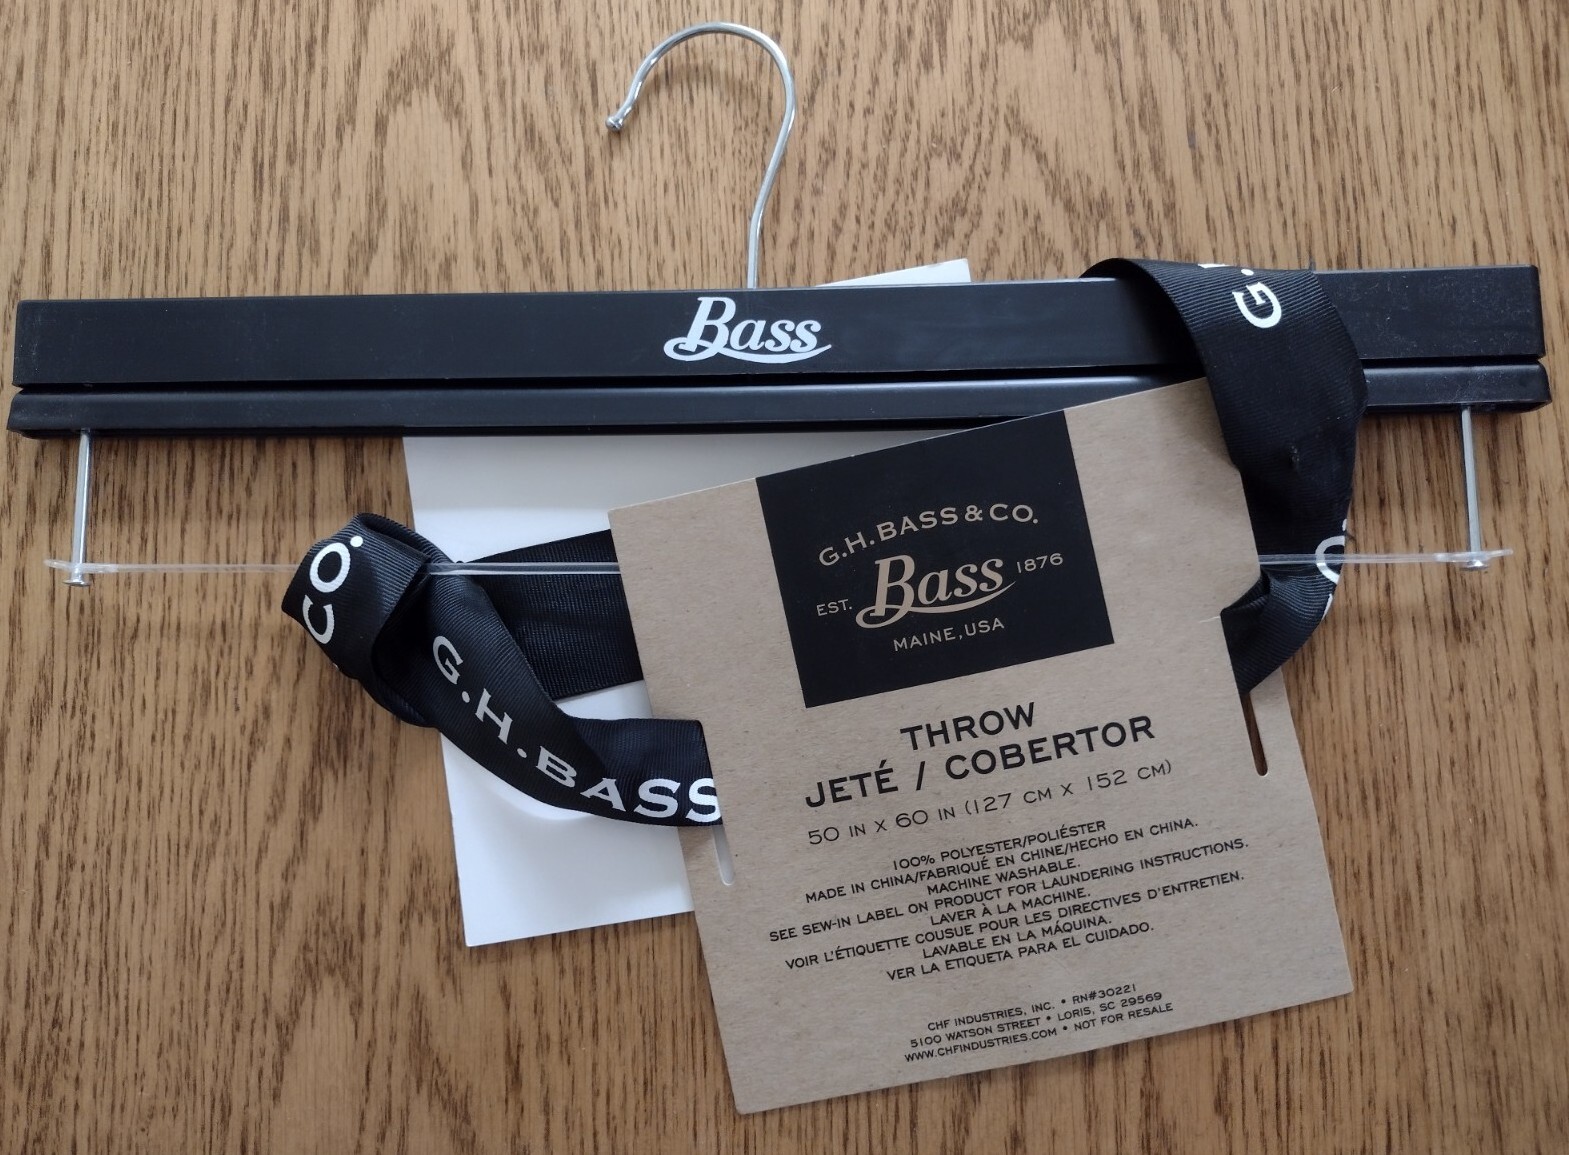 Bass
G.
CO.
G.H.BASS
G.H.BASS & CO.
EST. Bass 1876
MAINE, USA
THROW
JETÉ / COBERTOR
50 IN X 60 IN (127 CM X 152 CM)
100% POLYESTER/POLIÉSTER
MADE IN CHINA/FABRIQUÉ EN CHINE/HECHO EN CHINA.
MACHINE WASHABLE.
SEE SEW-IN LABEL ON PRODUCT FOR LAUNDERING INSTRUCTIONS.
LAVER À LA MACHINE.
VOIR L'ÉTIQUETTE COUSUE POUR LES DIRECTIVES D'ENTRETIEN.
LAVABLE EN LA MÁQUINA.
VER LA ETIQUETA PARA EL CUIDADO.
CHF INDUSTRIES, INC. • RN#30221
5100 WATSON STREET • LORIS, SC 29569
WWW.CHFINDUSTRIES.COM • NOT FOR RESALE